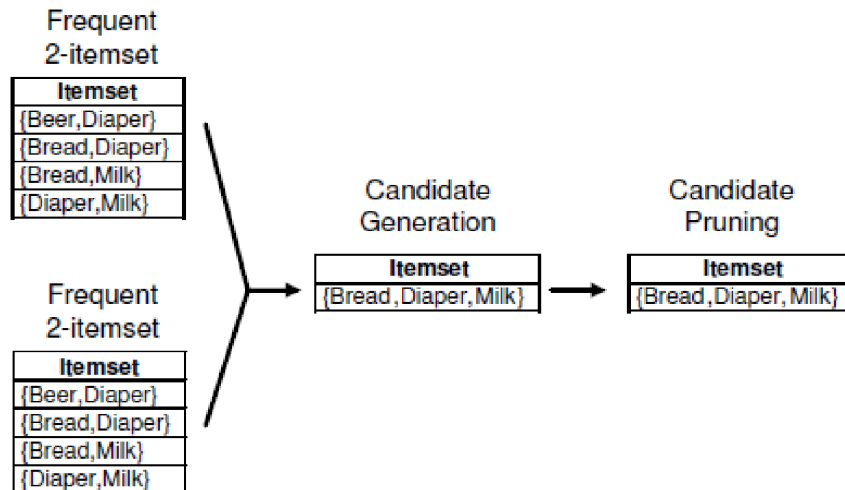 Frequent
2-itemset
Itemset
{Beer,Diaper}
{Bread,Diaper}
{Bread,Milk}
{Diaper,Milk}
Candidate
Generation
Itemset
{Bread,Diaper,Milk}
Candidate
Pruning
Itemset
{Bread,Diaper,Milk}
Frequent
2-itemset
Itemset
{Beer,Diaper}
{Bread,Diaper}
{Bread,Milk}
{Diaper,Milk}